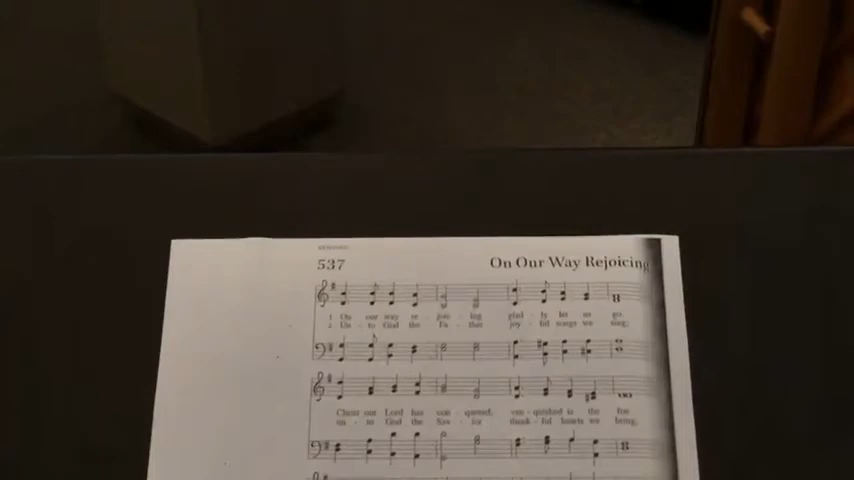 537
On Our Way Rejoicing
1 On our way re - joic - ing glad - ly let us go.
2 Un - to God the Fa - ther joy - ful songs we sing;
Christ our Lord has con - quered, van - quished is the foe.
un - to God the Sav - ior thank - ful hearts we bring,